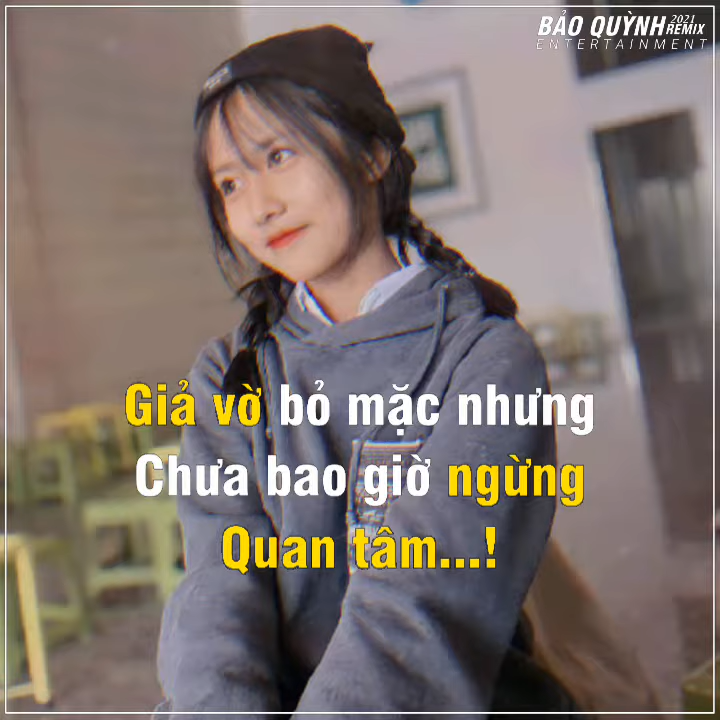 BẢO QUỲNH 2021 REMIX
ENTERTAINMENT
Giả vờ bỏ mặc nhưng
Chưa bao giờ ngừng
Quan tâm...!